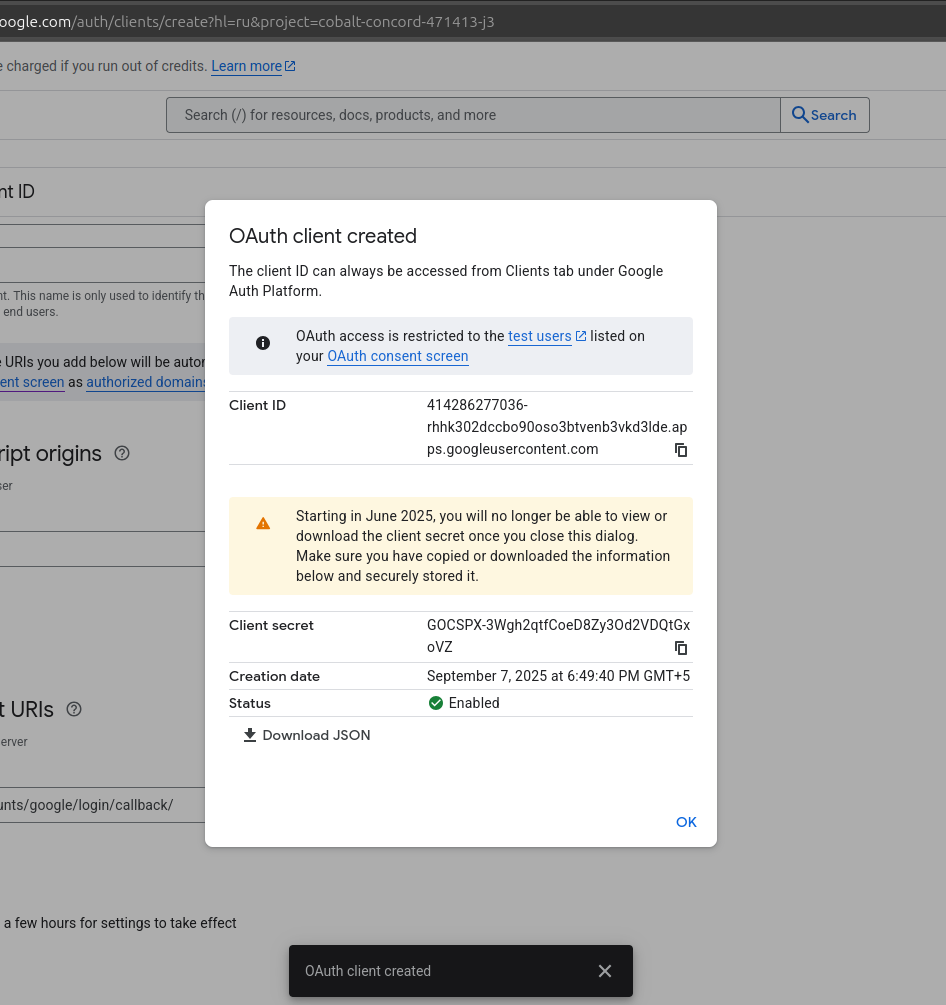 oogle.com/auth/clients/create?hl=ru&project=cobalt-concord-471413-j3
e charged if you run out of credits. Learn more
Search (/) for resources, docs, products, and more
Search
nt ID
OAuth client created
The client ID can always be accessed from Clients tab under Google
Auth Platform.
nt. This name is only used to identify th
end users.
OAuth access is restricted to the test users listed on
your OAuth consent screen
e URIs you add below will be autor
ent screen as authorized domains
Client ID
414286277036-
rhhk302dccbo90oso3btvenb3vkd3lde.ap
ps.googleusercontent.com
ript origins
ser
Starting in June 2025, you will no longer be able to view or
download the client secret once you close this dialog.
Make sure you have copied or downloaded the information
below and securely stored it.
Client secret
GOCSPX-3Wgh2qtfCoeD8Zy3Od2VDQtGx
oVZ
Creation date
September 7, 2025 at 6:49:40 PM GMT+5
Status
Enabled
t URIs
erver
Download JSON
unts/google/login/callback/
OK
a few hours for settings to take effect
OAuth client created